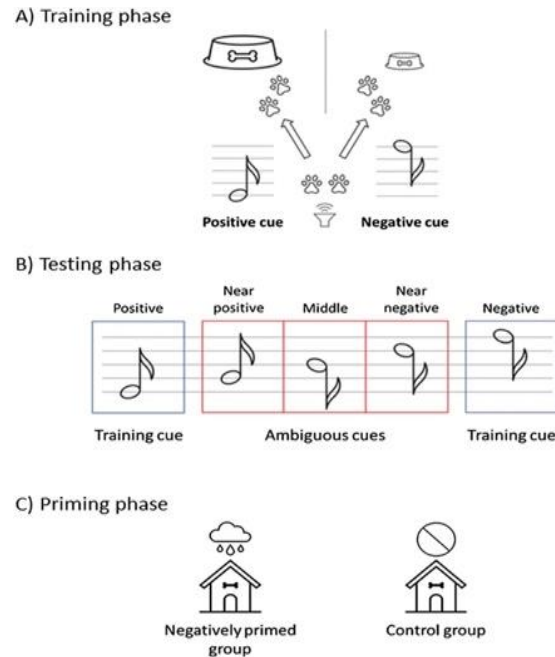 A) Training phase
Positive cue
Negative cue
B) Testing phase
Positive
Near
positive
Middle
Near
negative
Negative
Training cue
Ambiguous cues
Training cue
C) Priming phase
Negatively primed
group
Control group